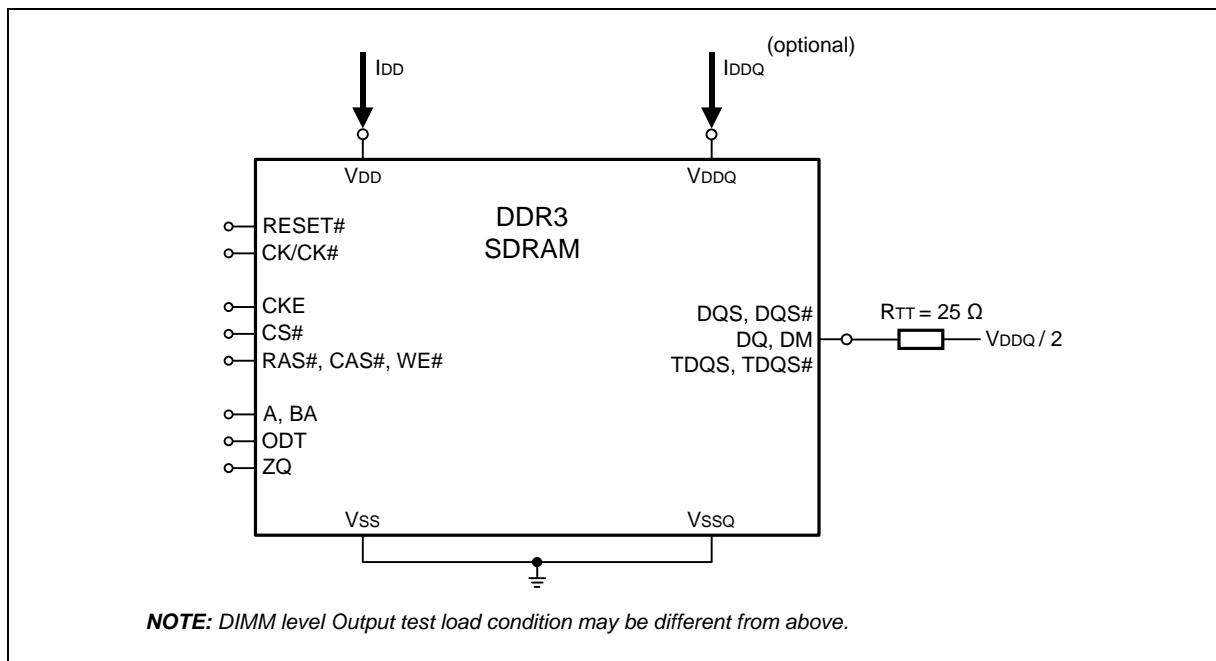 (optional)
IDD
IDDQ
VDD
VDDQ
DDR3
SDRAM
RESET#
CK/CK#
CKE
CS#
RAS#, CAS#, WE#
A, BA
ODT
ZQ
DQS, DQS#
DQ, DM
TDQS, TDQS#
RTT = 25 Ω
VDDQ / 2
VSS
VSSQ
NOTE: DIMM level Output test load condition may be different from above.